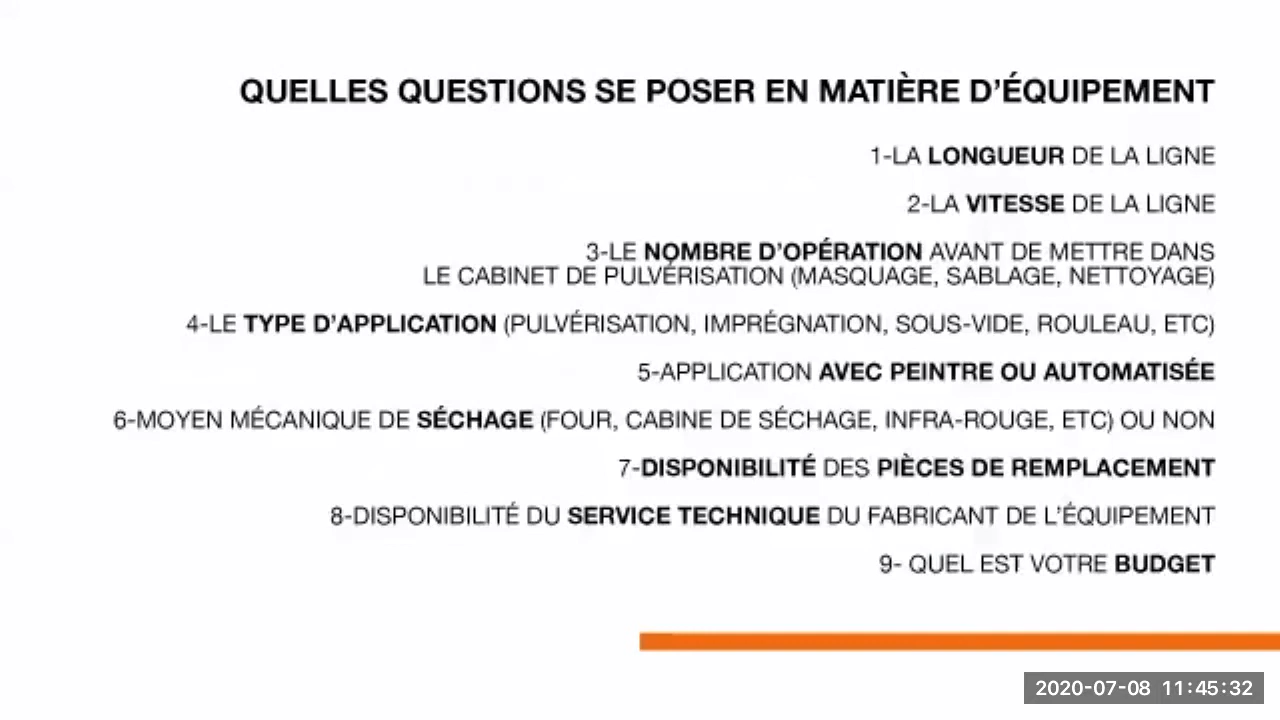 QUELLES QUESTIONS SE POSER EN MATIÈRE D’ÉQUIPEMENT
1-LA LONGUEUR DE LA LIGNE
2-LA VITESSE DE LA LIGNE
3-LE NOMBRE D’OPÉRATION AVANT DE METTRE DANS
LE CABINET DE PULVÉRISATION (MASQUAGE, SABLAGE, NETTOYAGE)
4-LE TYPE D’APPLICATION (PULVÉRISATION, IMPRÉGNATION, SOUS-VIDE, ROULEAU, ETC)
5-APPLICATION AVEC PEINTRE OU AUTOMATISÉE
6-MOYEN MÉCANIQUE DE SÉCHAGE (FOUR, CABINE DE SÉCHAGE, INFRA-ROUGE, ETC) OU NON
7-DISPONIBILITÉ DES PIÈCES DE REMPLACEMENT
8-DISPONIBILITÉ DU SERVICE TECHNIQUE DU FABRICANT DE L’ÉQUIPEMENT
9- QUEL EST VOTRE BUDGET
2020-07-08 11:45:32